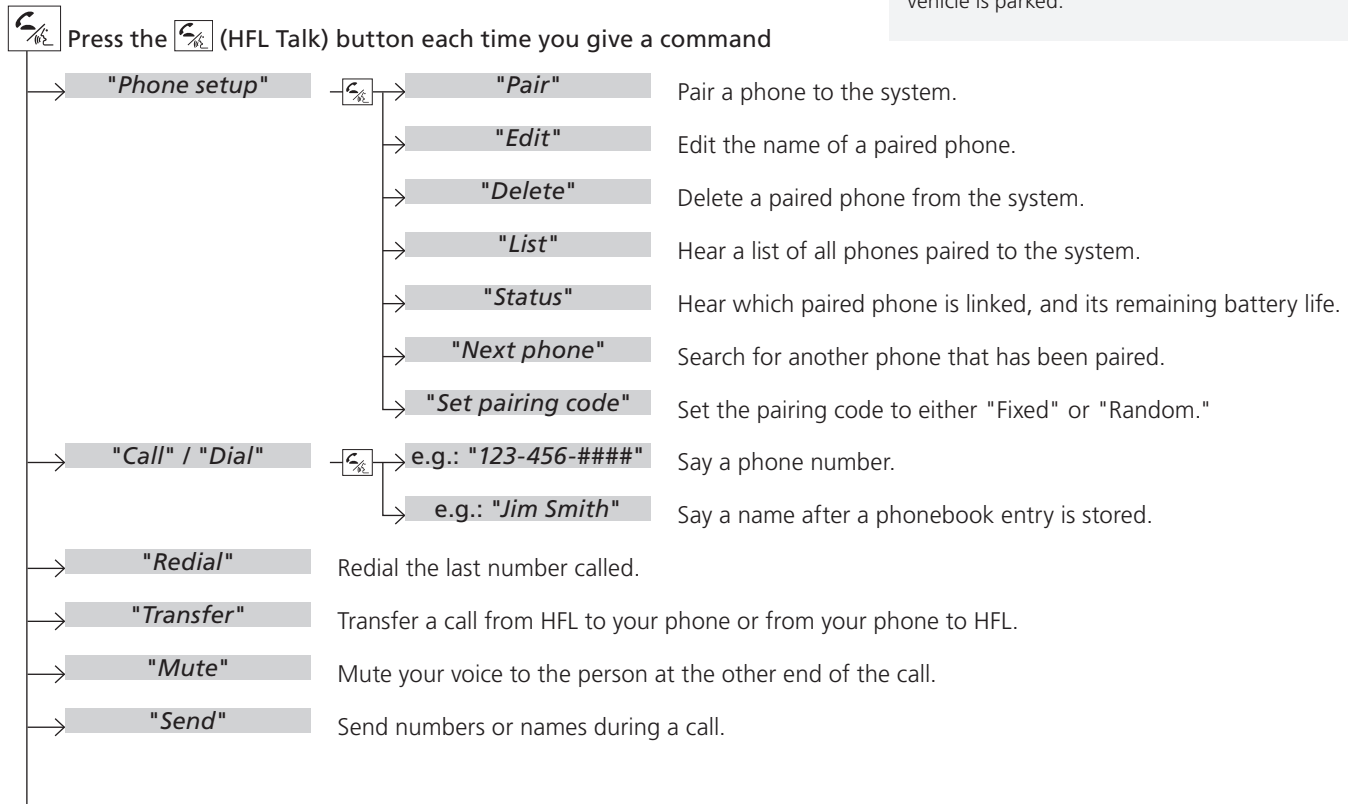 vehicle is parked.
Press the (HFL Talk) button each time you give a command
"Phone setup"
"Pair" Pair a phone to the system.
"Edit" Edit the name of a paired phone.
"Delete" Delete a paired phone from the system.
"List" Hear a list of all phones paired to the system.
"Status" Hear which paired phone is linked, and its remaining battery life.
"Next phone" Search for another phone that has been paired.
"Set pairing code" Set the pairing code to either "Fixed" or "Random."
"Call" / "Dial" e.g.: "123-456-####" Say a phone number.
e.g.: "Jim Smith" Say a name after a phonebook entry is stored.
"Redial" Redial the last number called.
"Transfer" Transfer a call from HFL to your phone or from your phone to HFL.
"Mute" Mute your voice to the person at the other end of the call.
"Send" Send numbers or names during a call.